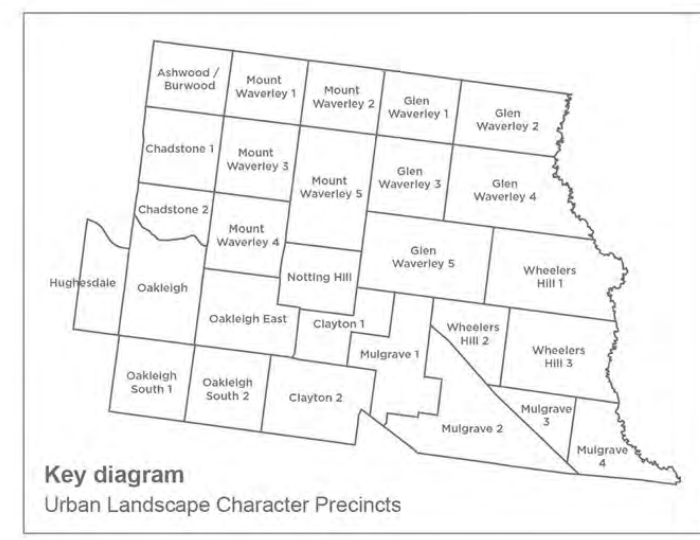 Ashwood /
Burwood
Mount
Waverley 1
Mount
Waverley 2
Glen
Waverley 1
Glen
Waverley 2
Chadstone 1
Mount
Waverley 3
Mount
Waverley 5
Glen
Waverley 3
Glen
Waverley 4
Chadstone 2
Mount
Waverley 4
Glen
Waverley 5
Wheelers
Hill 1
Hughesdale
Oakleigh
Notting Hill
Oakleigh East
Clayton 1
Mulgrave 1
Wheelers
Hill 2
Wheelers
Hill 3
Oakleigh
South 1
Oakleigh
South 2
Clayton 2
Mulgrave 2
Mulgrave
3
Mulgrave
4
Key diagram
Urban Landscape Character Precincts